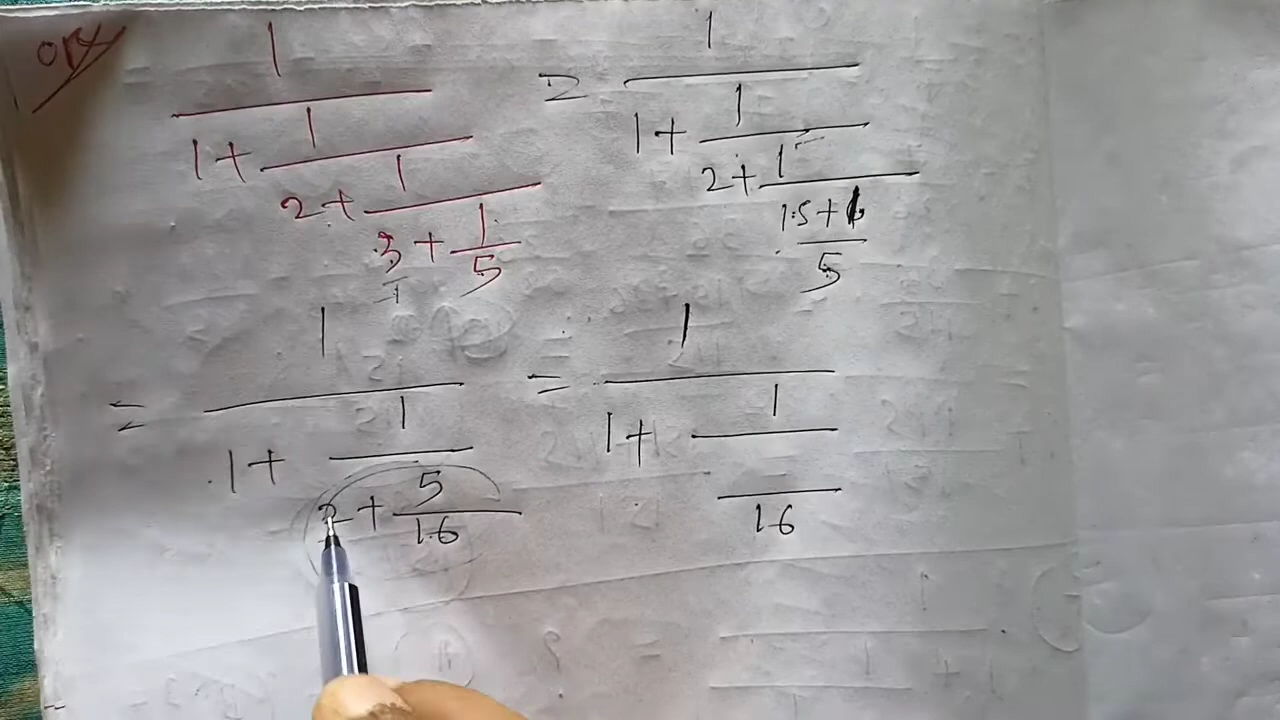 1 = 1
1 + 1 1 + 1
2 + 1 2 + 1
3 + 1 15 + 1
1 5 5
= 1 = 1
1 + 1 1 + 1
2 + 5 16
16